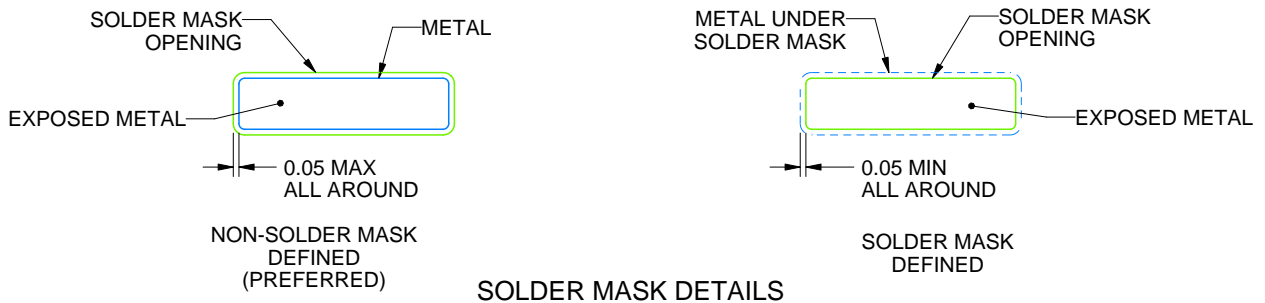 SOLDER MASK
OPENING
METAL
EXPOSED METAL
0.05 MAX
ALL AROUND
NON-SOLDER MASK
DEFINED
(PREFERRED)
METAL UNDER
SOLDER MASK
SOLDER MASK
OPENING
EXPOSED METAL
0.05 MIN
ALL AROUND
SOLDER MASK
DEFINED
SOLDER MASK DETAILS